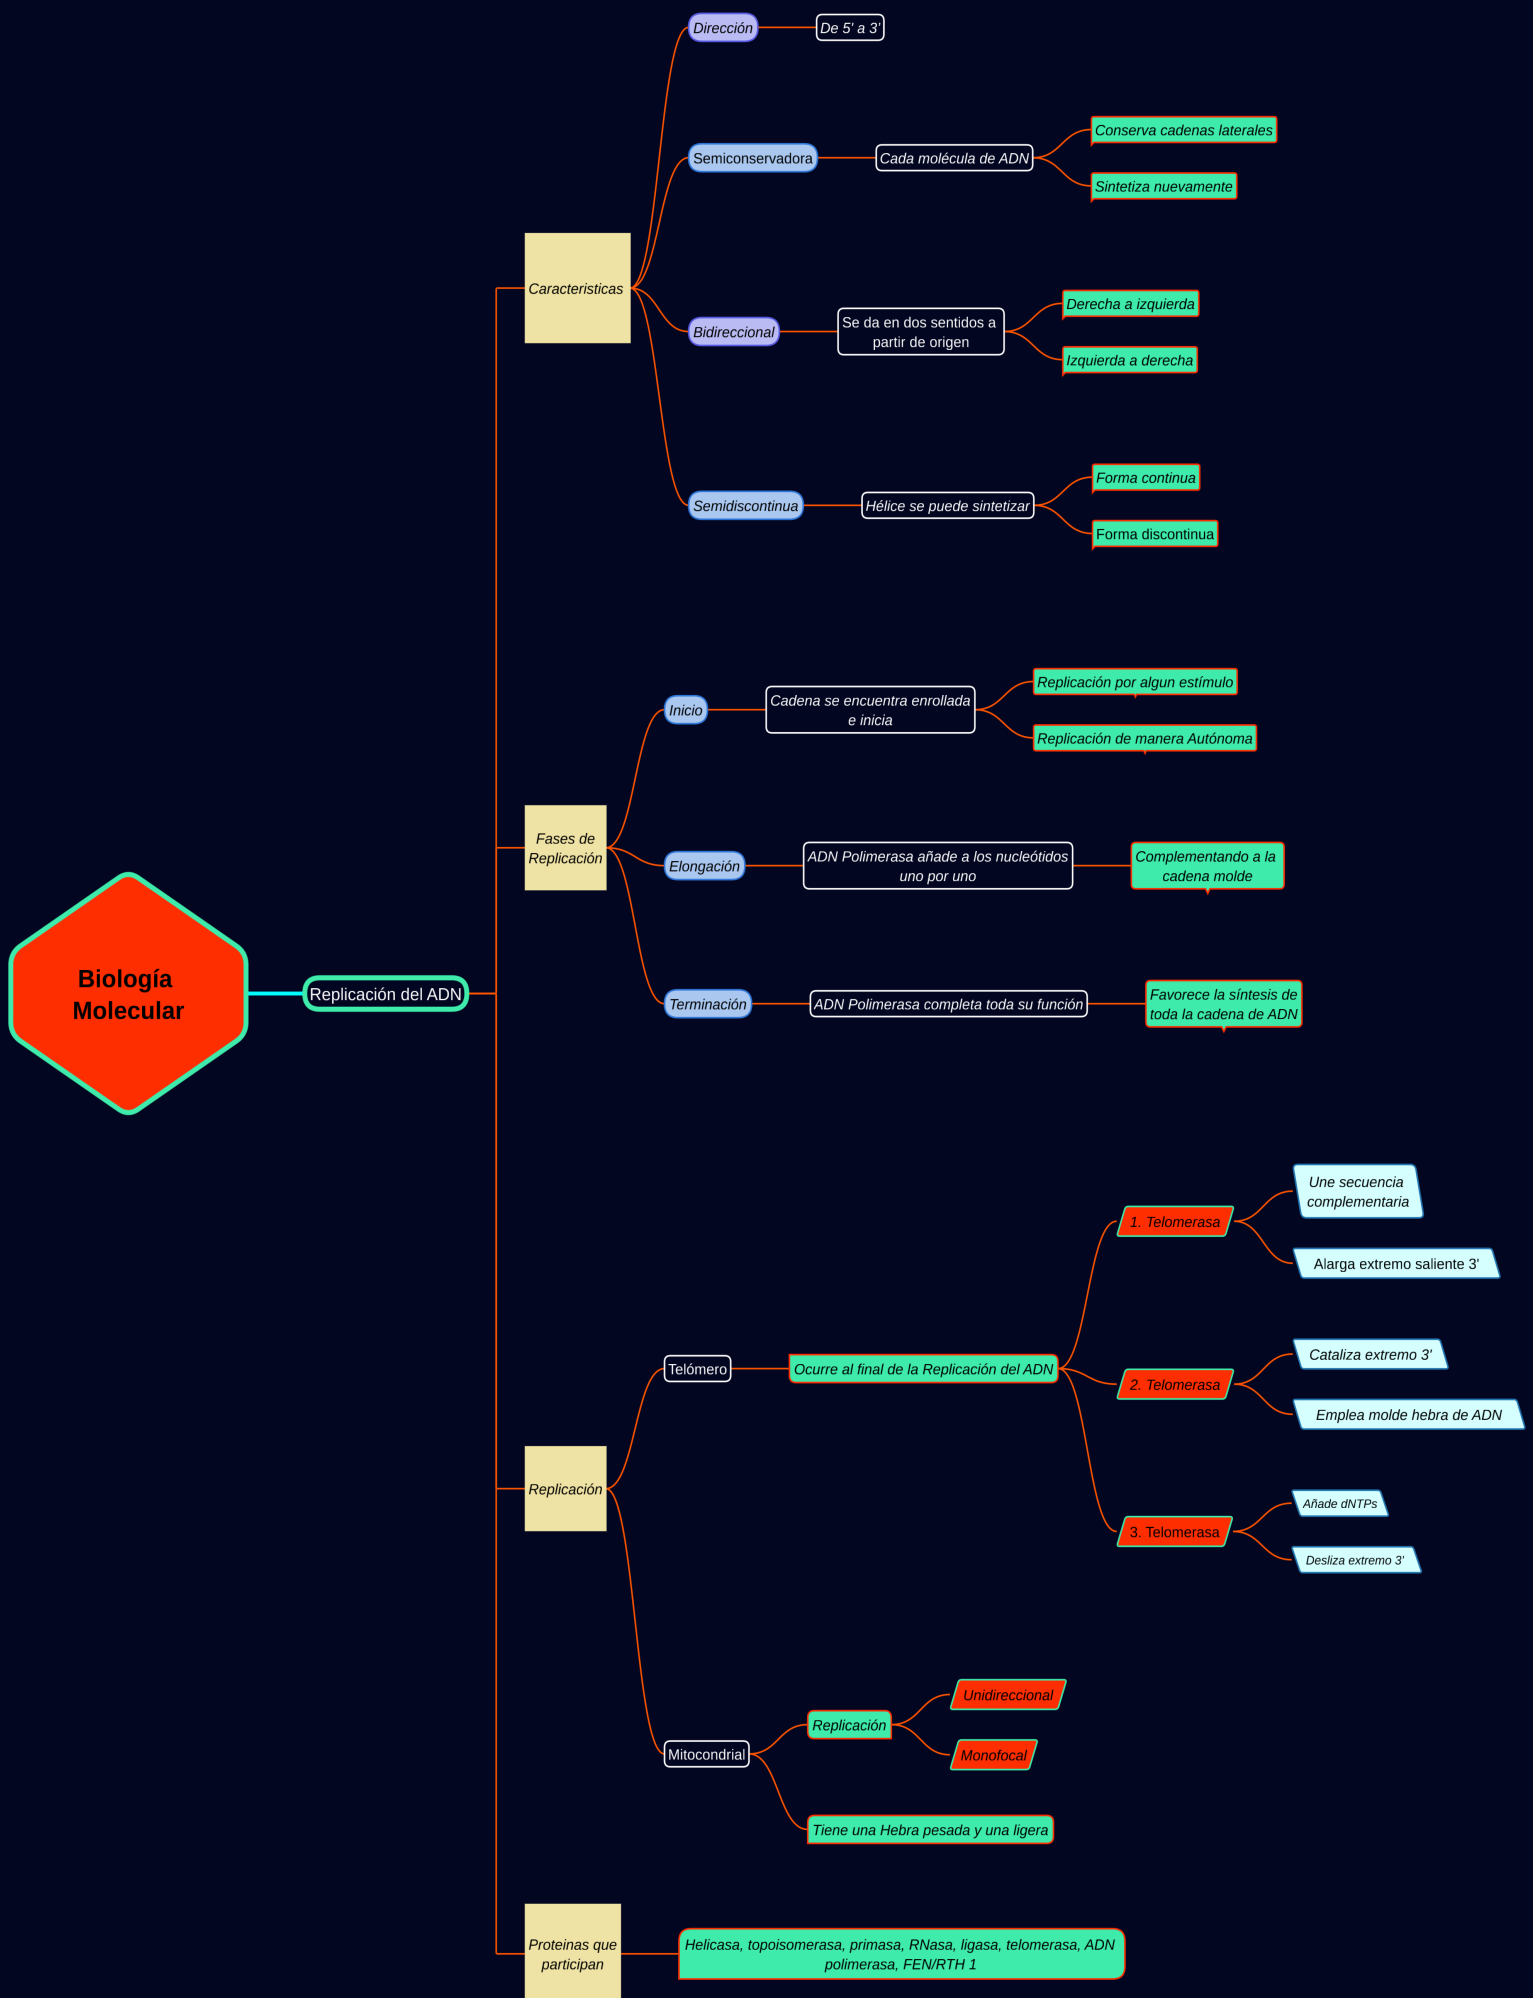 Biología
Molecular
Replicación del ADN
Caracteristicas
Dirección
De 5' a 3'
Semiconservadora
Cada molécula de ADN
Conserva cadenas laterales
Sintetiza nuevamente
Bidireccional
Se da en dos sentidos a
partir de origen
Derecha a izquierda
Izquierda a derecha
Semidiscontinua
Hélice se puede sintetizar
Forma continua
Forma discontinua
Fases de
Replicación
Inicio
Cadena se encuentra enrollada
e inicia
Replicación por algun estímulo
Replicación de manera Autónoma
Elongación
ADN Polimerasa añade a los nucleótidos
uno por uno
Complementando a la
cadena molde
Terminación
ADN Polimerasa completa toda su función
Favorece la síntesis de
toda la cadena de ADN
Replicación
Telómero
Ocurre al final de la Replicación del ADN
1. Telomerasa
Une secuencia
complementaria
Alarga extremo saliente 3'
2. Telomerasa
Cataliza extremo 3'
Emplea molde hebra de ADN
3. Telomerasa
Añade dNTPs
Desliza extremo 3'
Mitocondrial
Replicación
Unidireccional
Monofocal
Tiene una Hebra pesada y una ligera
Proteinas que
participan
Helicasa, topoisomerasa, primasa, RNasa, ligasa, telomerasa, ADN
polimerasa, FEN/RTH 1